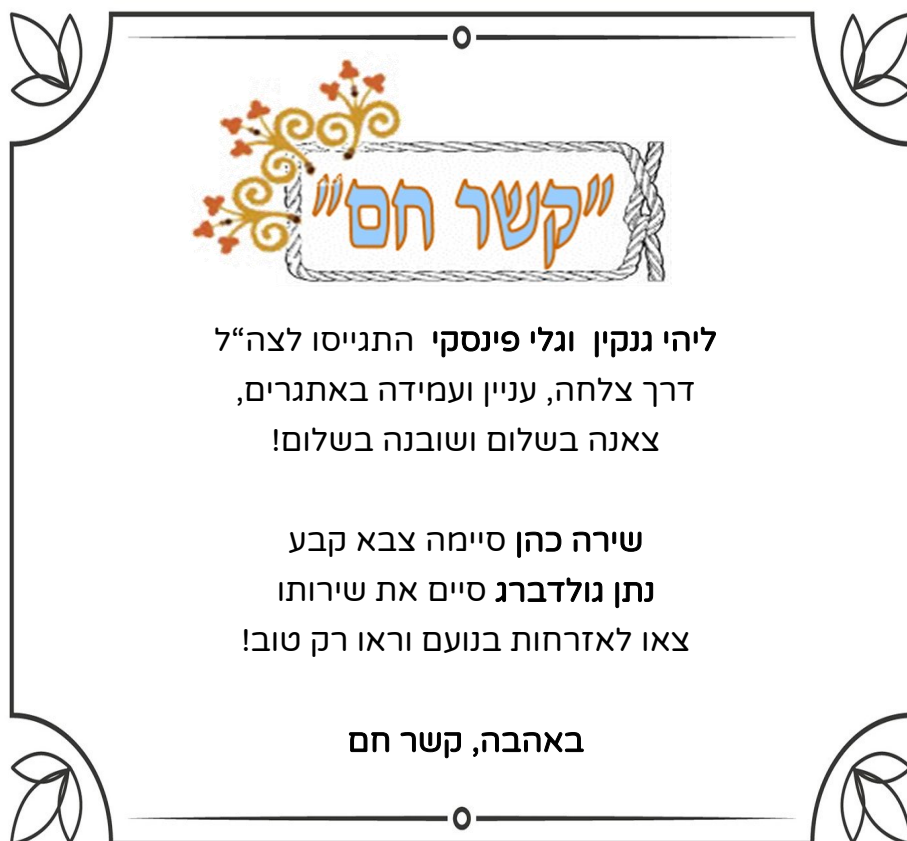 "קשר חם"
ליהי גנקין וגלי פינסקי התגייסו לצה“ל
דרך צלחה, עניין ועמידה באתגרים,
צאנה בשלום ושובנה בשלום!
שירה כהן סיימה צבא קבע
נתן גולדברג סיים את שירותו
צאו לאזרחות בנועם וראו רק טוב!
באהבה, קשר חם